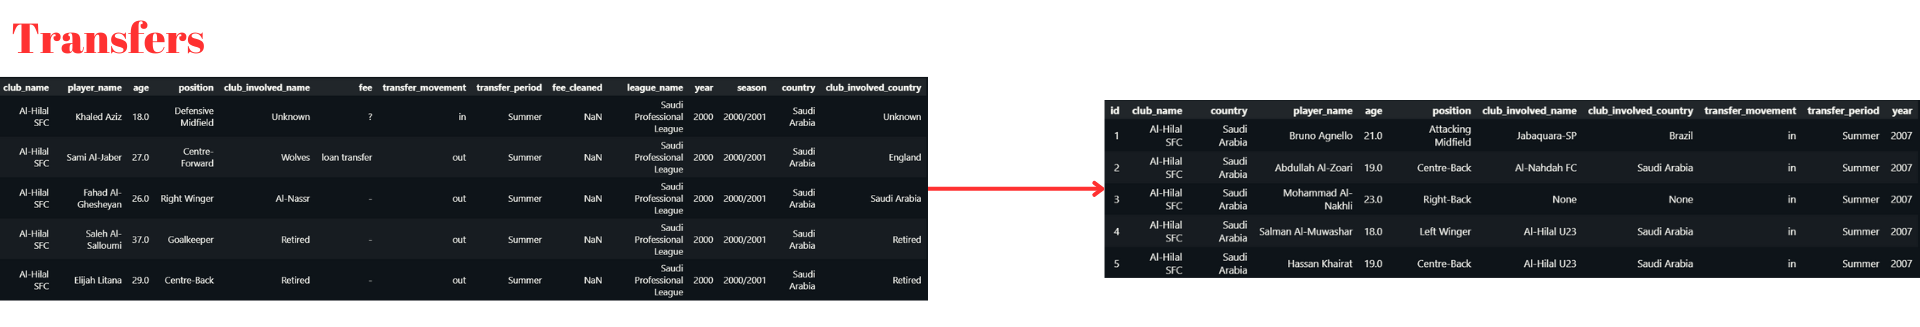 Transfers
club_name player_name age position club_involved_name fee transfer_movement transfer_period fee_cleaned league_name year season country club_involved_country
Al-Hilal SFC Khaled Aziz 18.0 Defensive Midfield Unknown ? in Summer NaN Saudi Professional League 2000 2000/2001 Saudi Arabia Unknown
Al-Hilal SFC Sami Al-Jaber 27.0 Centre-Forward Wolves loan transfer out Summer NaN Saudi Professional League 2000 2000/2001 Saudi Arabia England
Al-Hilal SFC Fahad Al-Ghesheyan 26.0 Right Winger Al-Nassr - out Summer NaN Saudi Professional League 2000 2000/2001 Saudi Arabia Saudi Arabia
Al-Hilal SFC Saleh Al-Salloumi 37.0 Goalkeeper Retired - out Summer NaN Saudi Professional League 2000 2000/2001 Saudi Arabia Retired
Al-Hilal SFC Elijah Litana 29.0 Centre-Back Retired - out Summer NaN Saudi Professional League 2000 2000/2001 Saudi Arabia Retired
id club_name country player_name age position club_involved_name club_involved_country transfer_movement transfer_period year
1 Al-Hilal SFC Saudi Arabia Bruno Agnello 21.0 Attacking Midfield Jabaquara-SP Brazil in Summer 2007
2 Al-Hilal SFC Saudi Arabia Abdullah Al-Zoari 19.0 Centre-Back Al-Nahdah FC Saudi Arabia in Summer 2007
3 Al-Hilal SFC Saudi Arabia Mohammad Al-Nakhli 23.0 Right-Back None None in Summer 2007
4 Al-Hilal SFC Saudi Arabia Salman Al-Muwashar 18.0 Left Winger Al-Hilal U23 Saudi Arabia in Summer 2007
5 Al-Hilal SFC Saudi Arabia Hassan Khairat 19.0 Centre-Back Al-Hilal U23 Saudi Arabia in Summer 2007